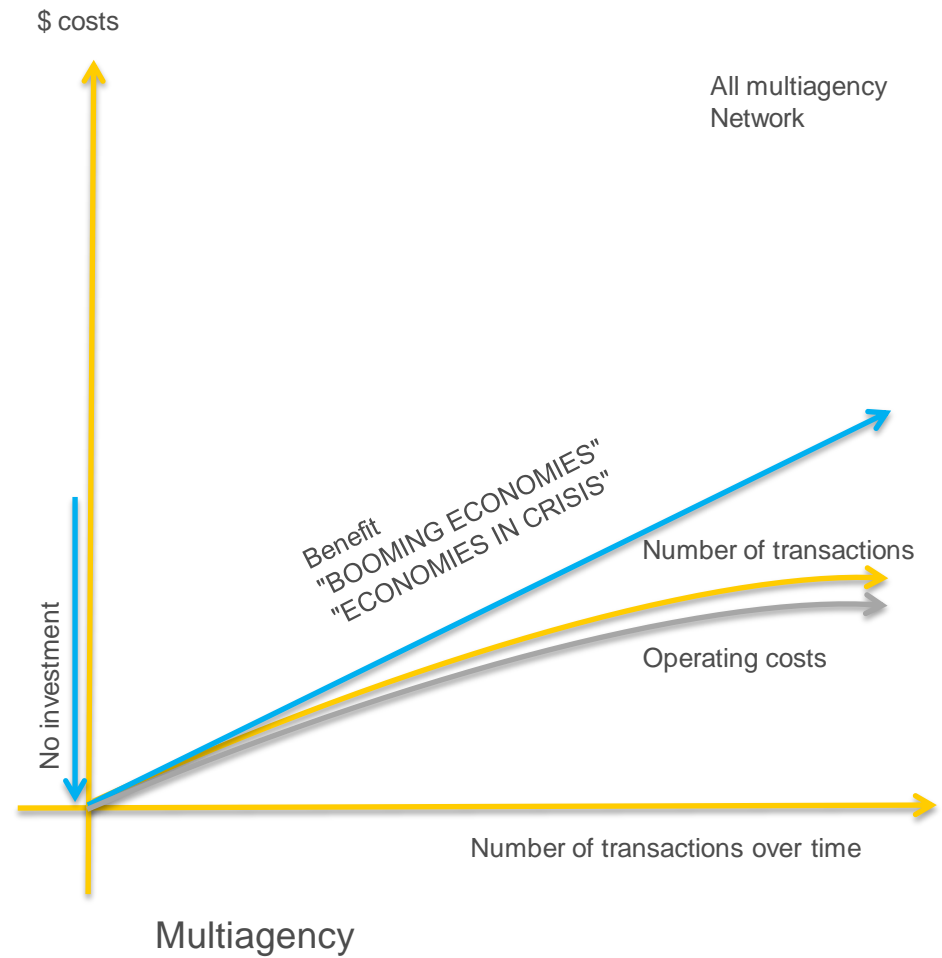 $ costs
All multiagency
Network
Benefit
"BOOMING ECONOMIES"
"ECONOMIES IN CRISIS"
Number of transactions
Operating costs
No investment
Number of transactions over time
Multiagency